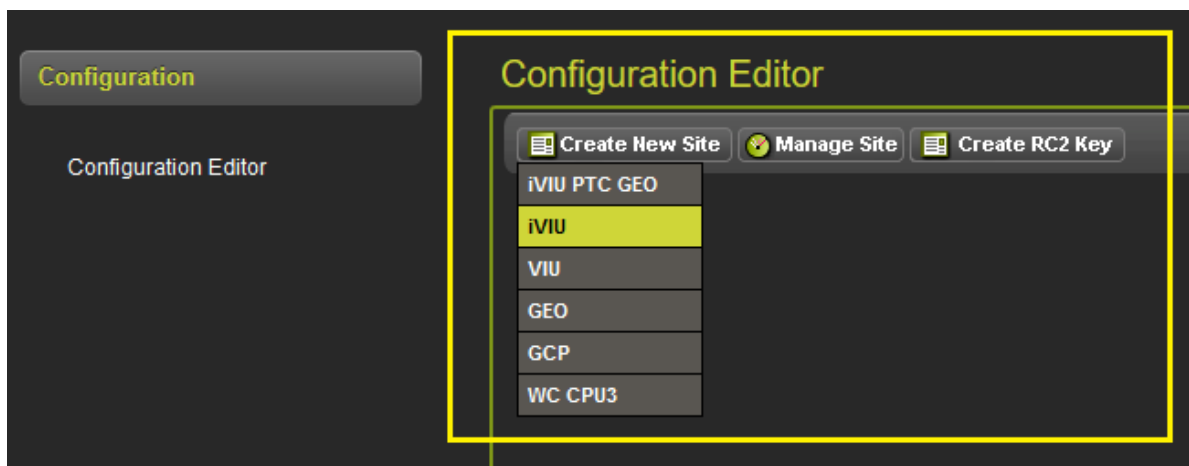 Configuration
Configuration Editor
Configuration Editor
Create New Site Manage Site Create RC2 Key
iVIU PTC GEO
iVIU
VIU
GEO
GCP
WC CPU3